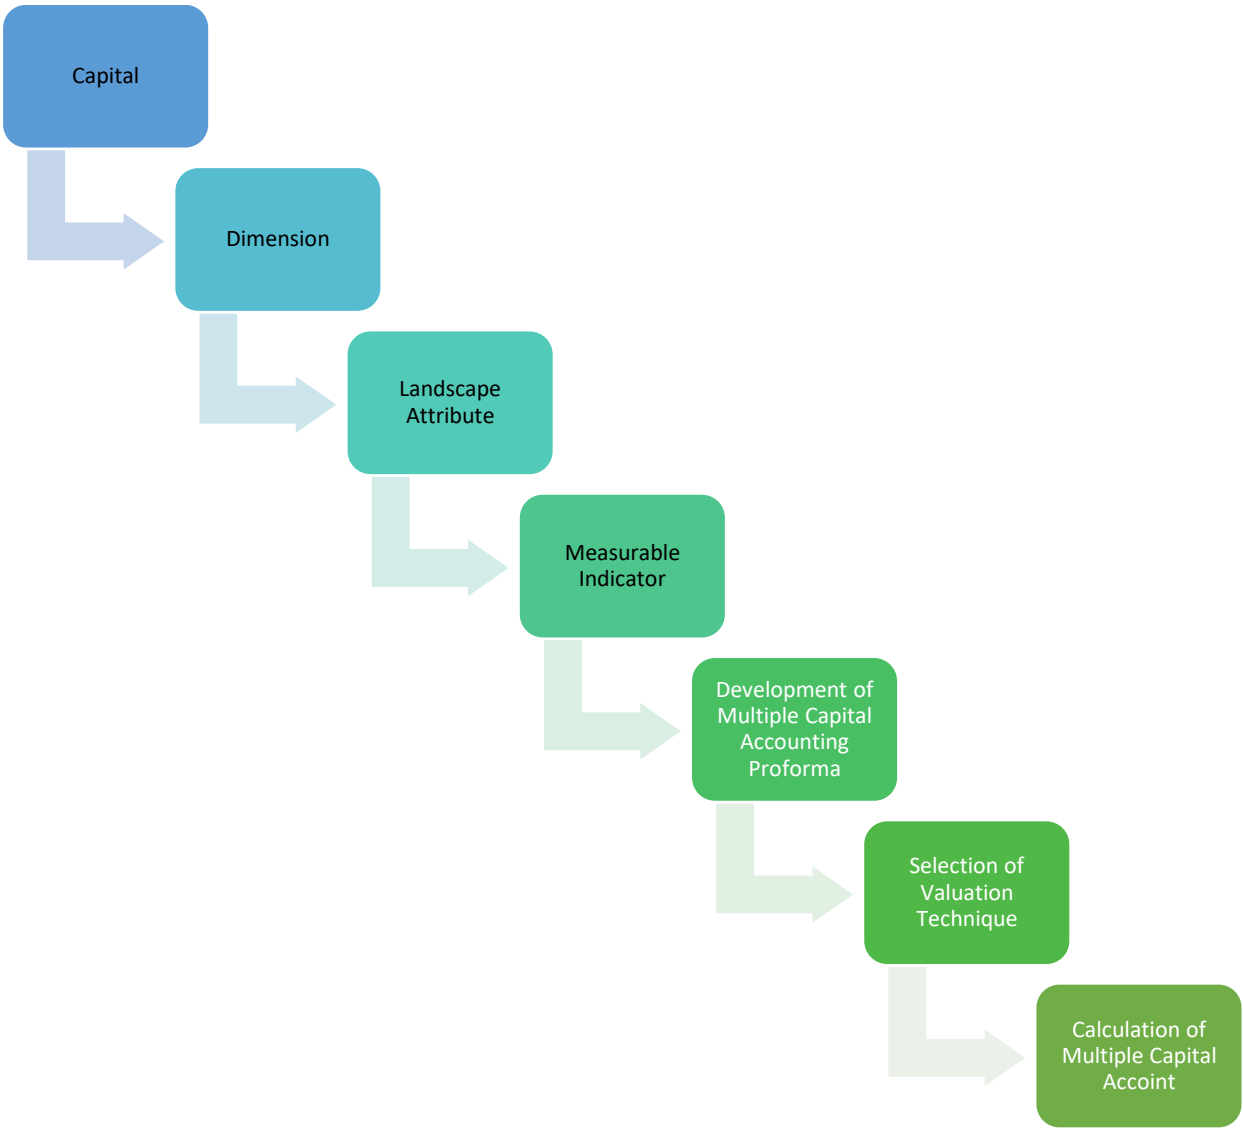 Capital
Dimension
Landscape
Attribute
Measurable
Indicator
Development of
Multiple Capital
Accounting
Proforma
Selection of
Valuation
Technique
Calculation of
Multiple Capital
Accoint